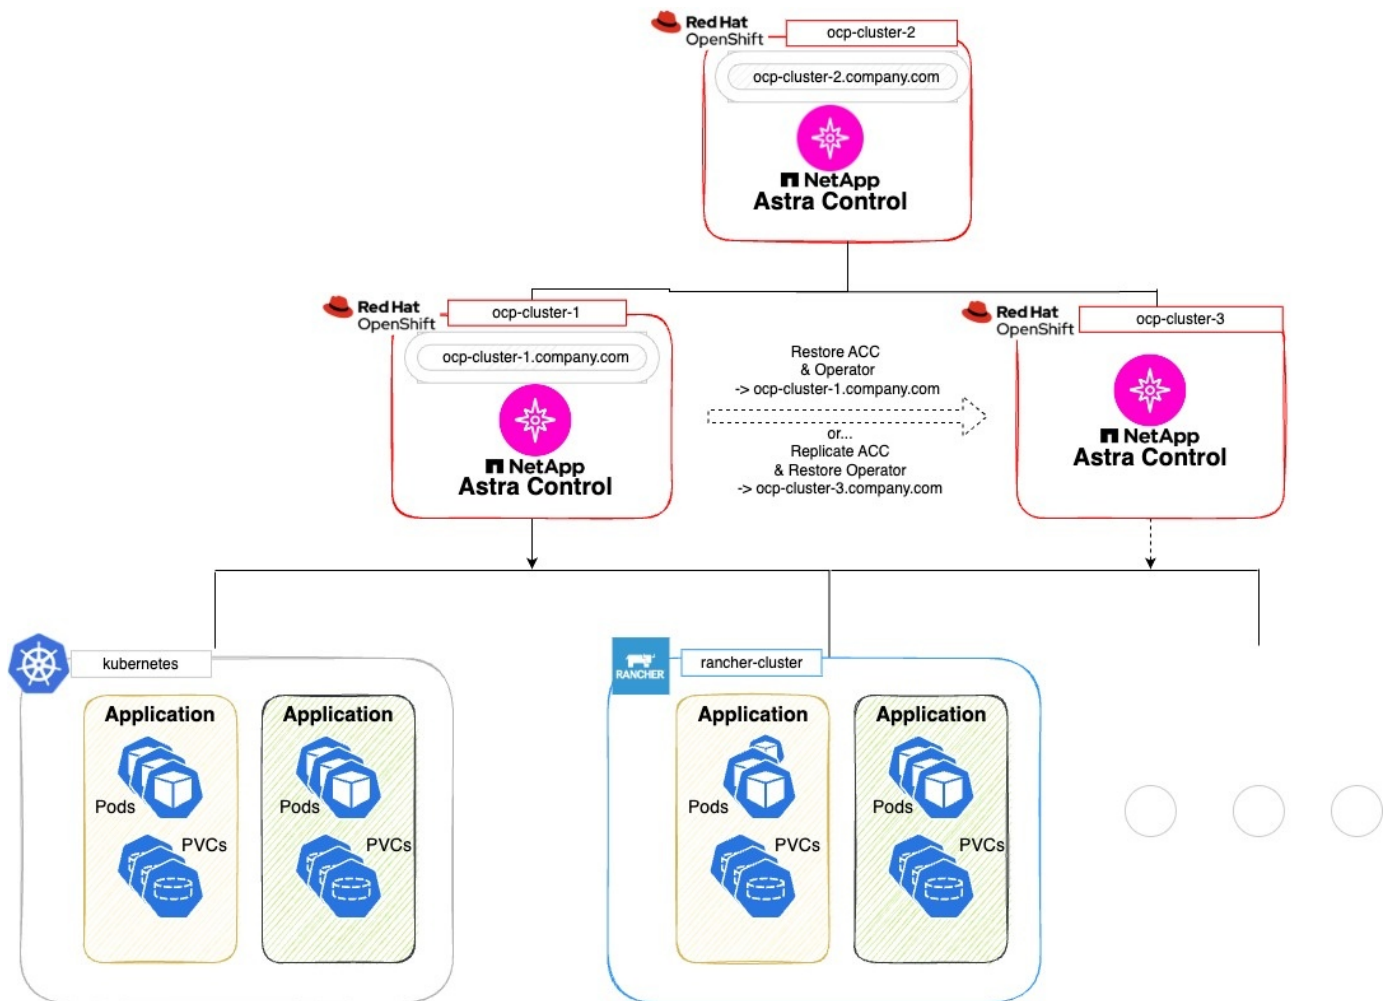 Red Hat
OpenShift
ocp-cluster-2
ocp-cluster-2.company.com
NetApp
Astra Control
Red Hat
OpenShift
ocp-cluster-1
ocp-cluster-1.company.com
NetApp
Astra Control
Restore ACC
& Operator
-> ocp-cluster-1.company.com
or...
Replicate ACC
& Restore Operator
-> ocp-cluster-3.company.com
Red Hat
OpenShift
ocp-cluster-3
NetApp
Astra Control
kubernetes
Application
Pods
PVCs
Application
Pods
PVCs
RANCHER
rancher-cluster
Application
Pods
PVCs
Application
Pods
PVCs